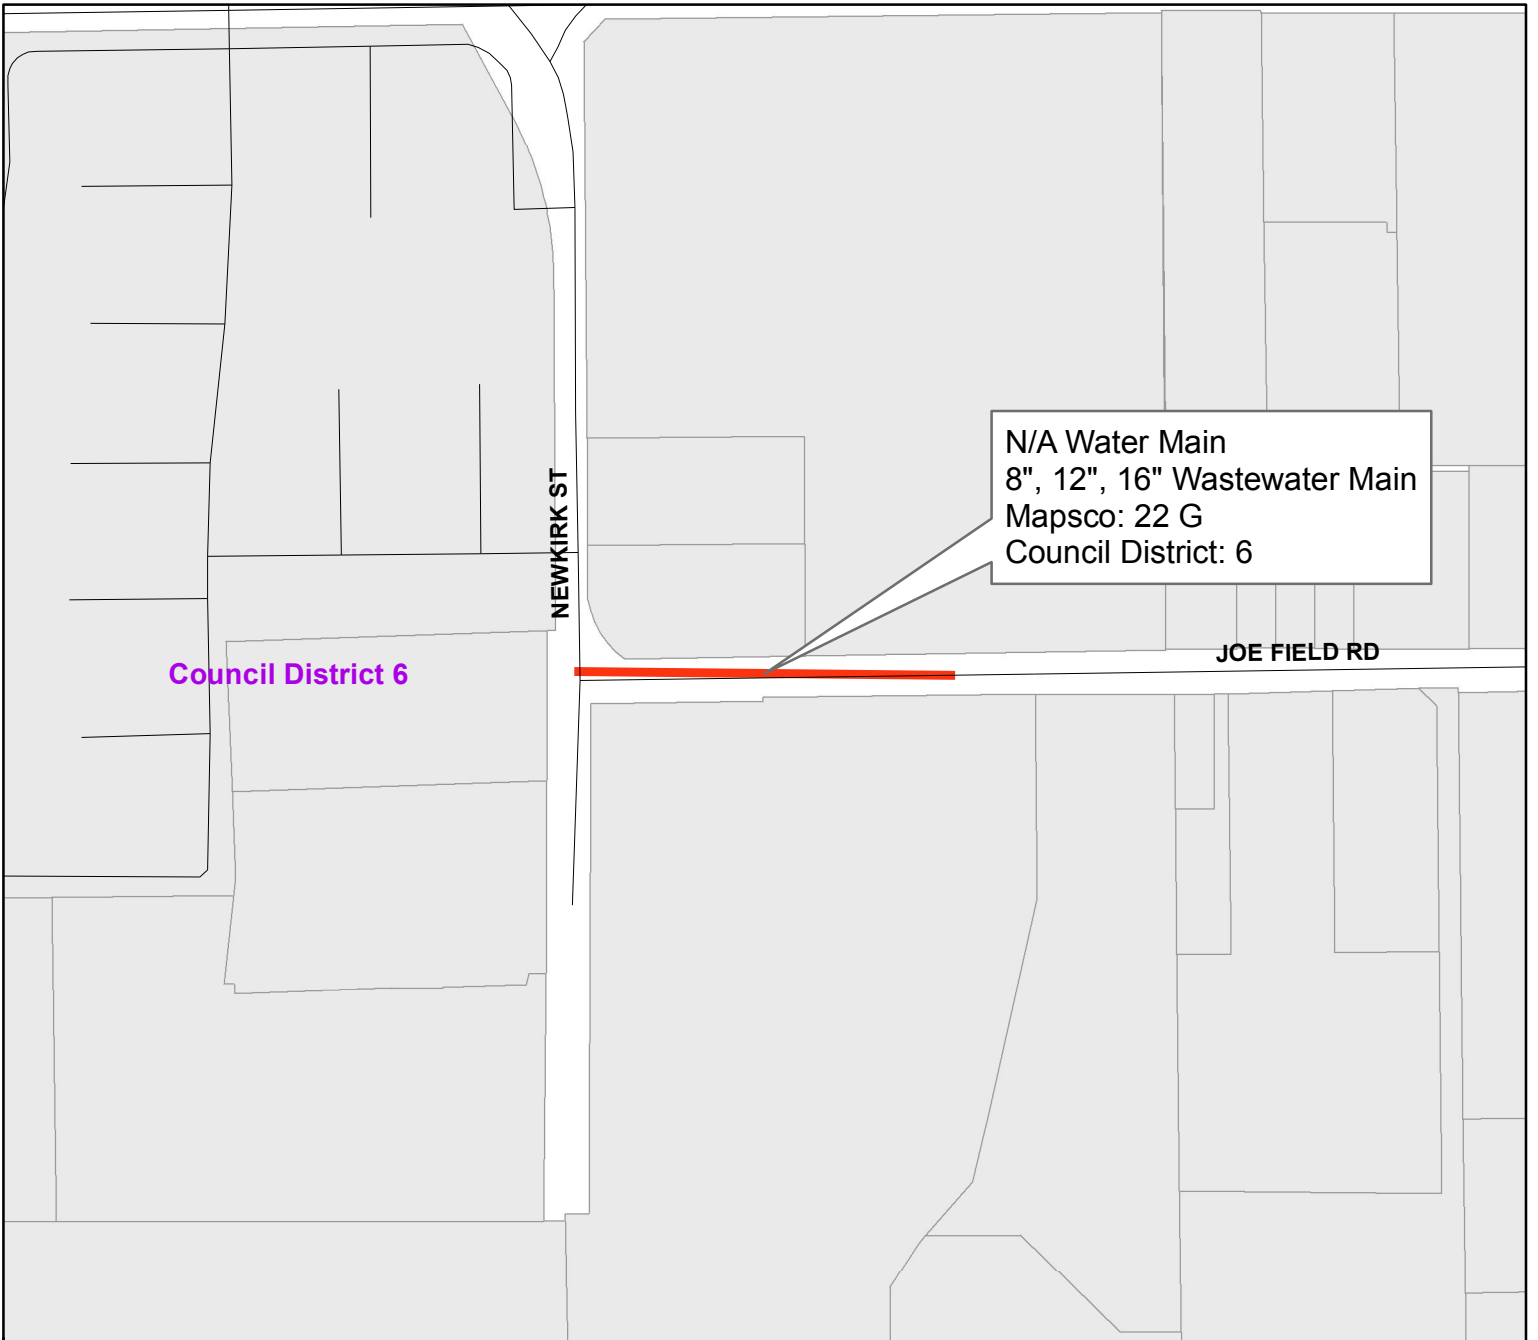 N/A Water Main
8", 12", 16" Wastewater Main
Mapsco: 22 G
Council District: 6
NEWKIRK ST
JOE FIELD RD
Council District 6